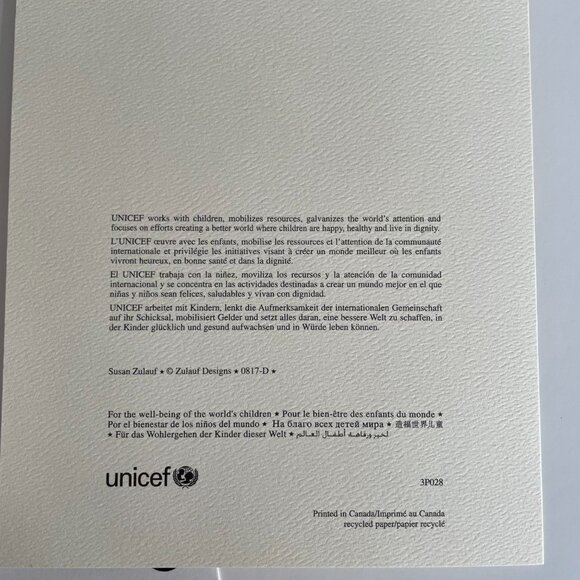 UNICEF works with children, mobilizes resources, galvanizes the world's attention and
focuses on efforts creating a better world where children are happy, healthy and live in dignity.
L'UNICEF œuvre avec les enfants, mobilise les ressources et l'attention de la communauté
internationale et privilégie les initiatives visant à créer un monde meilleur où les enfants
vivront heureux, en bonne santé et dans la dignité.
El UNICEF trabaja con la niñez, moviliza los recursos y la atención de la comunidad
internacional y se concentra en las actividades destinadas a crear un mundo mejor en el que
niñas y niños sean felices, saludables y vivan con dignidad.
UNICEF arbeitet mit Kindern, lenkt die Aufmerksamkeit der internationalen Gemeinschaft
auf ihr Schicksal, mobilisiert Gelder und setzt alles daran, eine bessere Welt zu schaffen, in
der Kinder glücklich und gesund aufwachsen und in Würde leben können.
Susan Zulauf ★ © Zulauf Designs ★ 0817-D ★
For the well-being of the world's children ★ Pour le bien-être des enfants du monde ★
Por el bienestar de los niños del mundo ★ На благо всех детей мира ★ 造福世界儿童
★ Für das Wohlergehen der Kinder dieser Welt ★ لخير ورفاهية أطفال العالم ★
unicef
3P028
Printed in Canada/Imprimé au Canada
recycled paper/papier recyclé